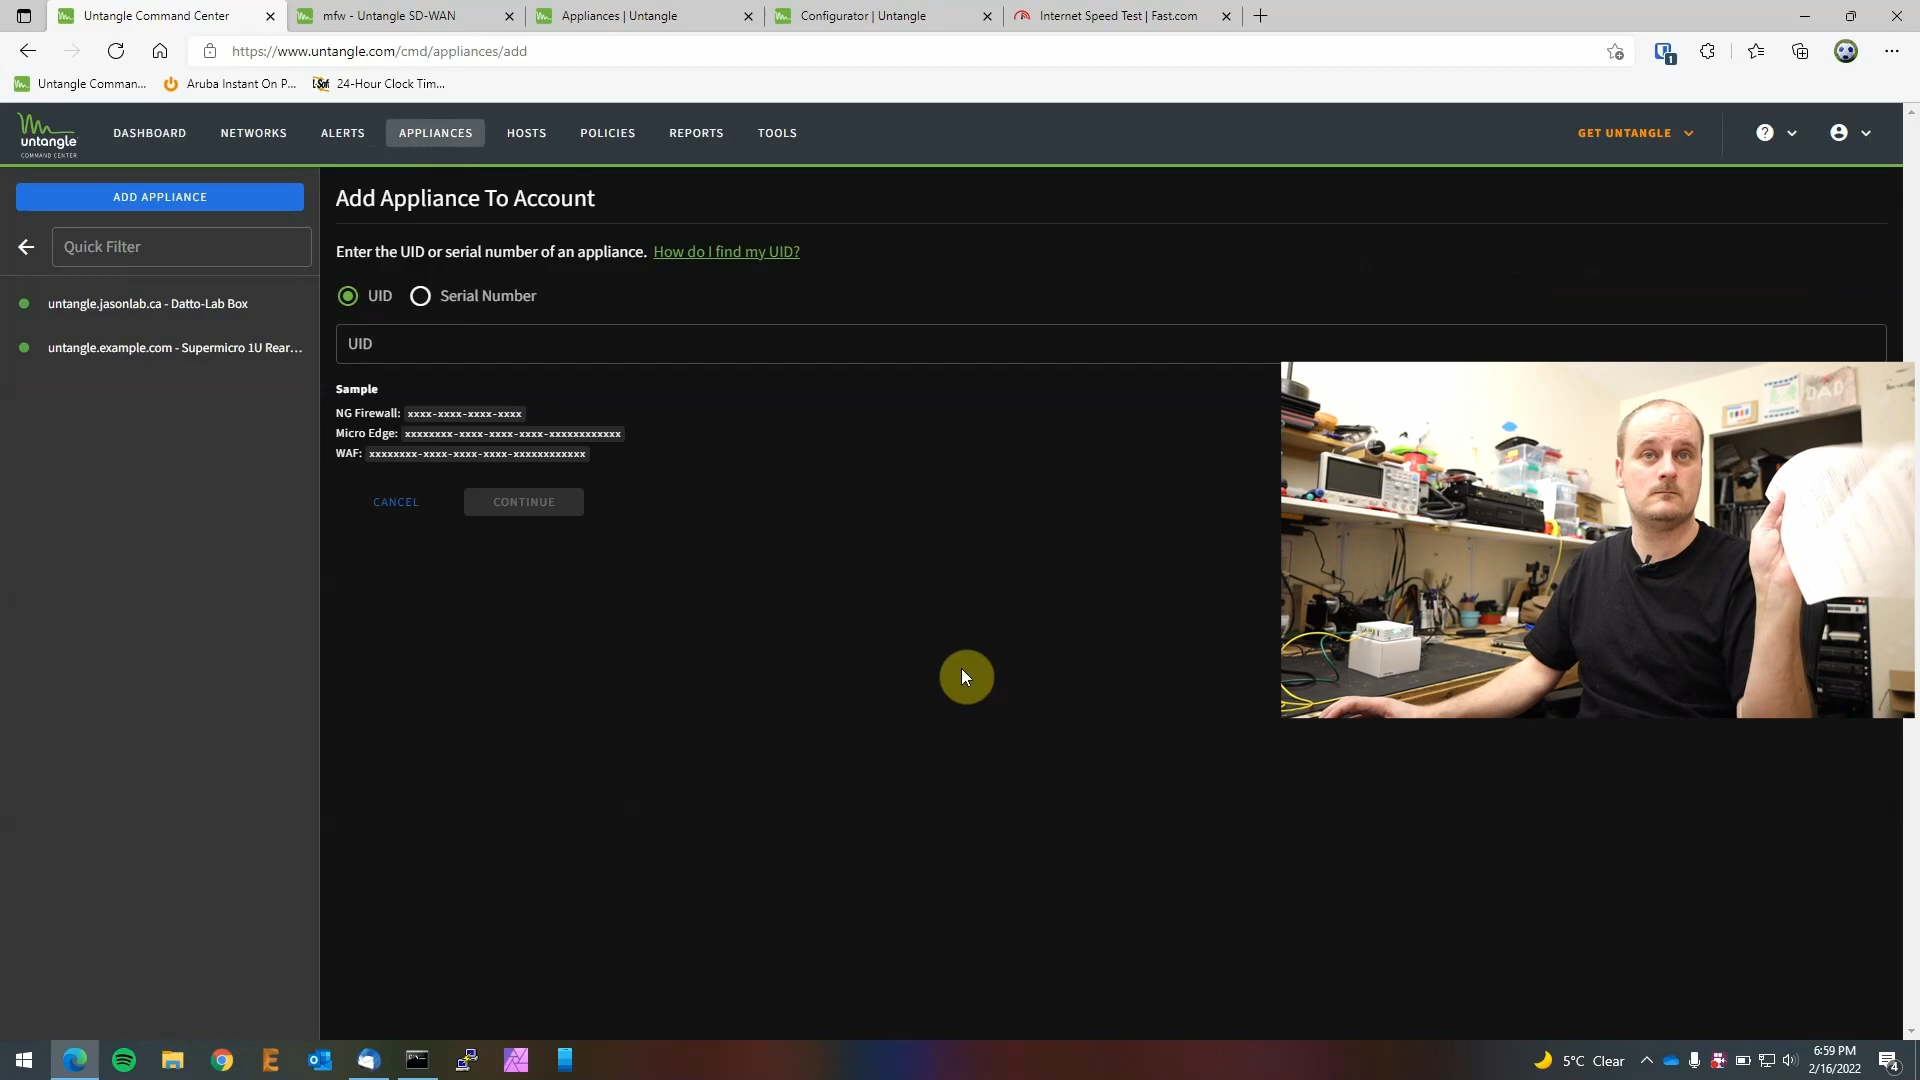 Untangle Command Center
mfw - Untangle SD-WAN
Appliances | Untangle
Configurator | Untangle
Internet Speed Test | Fast.com
https://www.untangle.com/cmd/appliances/add
1
Untangle Comman...
Aruba Instant On P...
24-Hour Clock Tim...
untangle
COMMAND CENTER
DASHBOARD
NETWORKS
ALERTS
APPLIANCES
HOSTS
POLICIES
REPORTS
TOOLS
GET UNTANGLE
?
ADD APPLIANCE
Quick Filter
untangle.jasonlab.ca - Datto-Lab Box
untangle.example.com - Supermicro 1U Rear...
Add Appliance To Account
Enter the UID or serial number of an appliance. How do I find my UID?
UID
Serial Number
UID
Sample
NG Firewall: xxxx-xxxx-xxxx-xxxx
Micro Edge: xxxxxxxx-xxxx-xxxx-xxxx-xxxxxxxxxxxx
WAF: xxxxxxxx-xxxx-xxxx-xxxx-xxxxxxxxxxxx
CANCEL
CONTINUE
DAD
5°C Clear
6:59 PM
2/16/2022
4